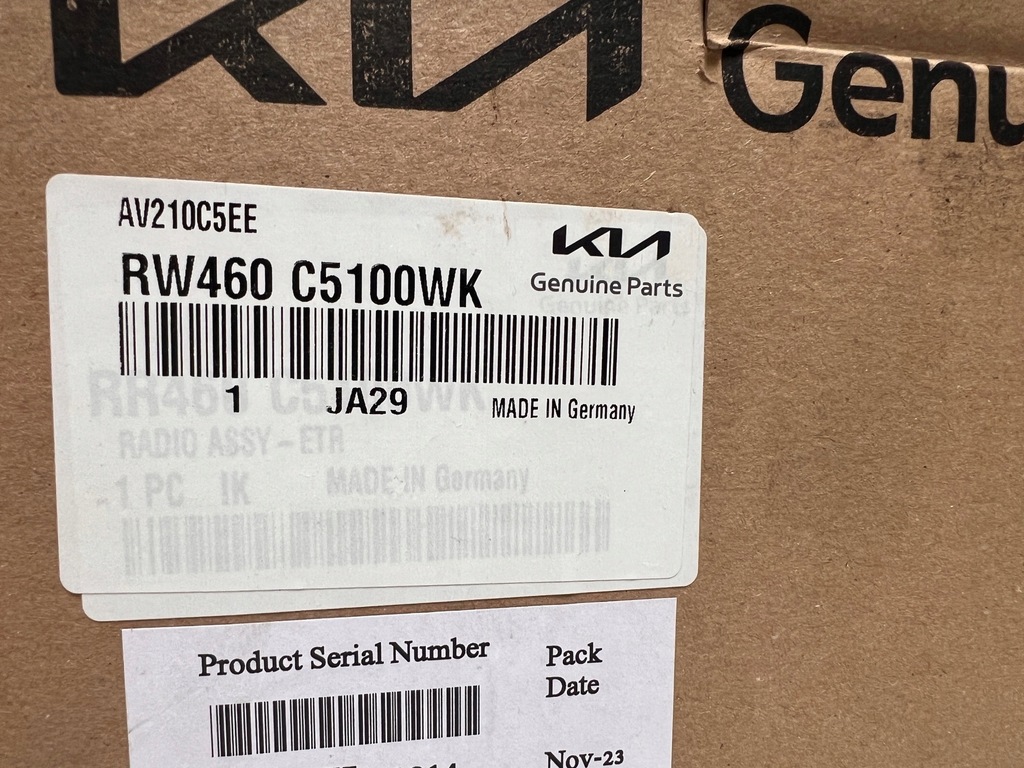 KIA Genu
AV210C5EE
RW460 C5100WK
KIA
Genuine Parts
1 JA29 MADE IN Germany
RADIO ASSY-ETR
1 PC IK MADE IN Germany
Product Serial Number
Pack
Date
Nov-23